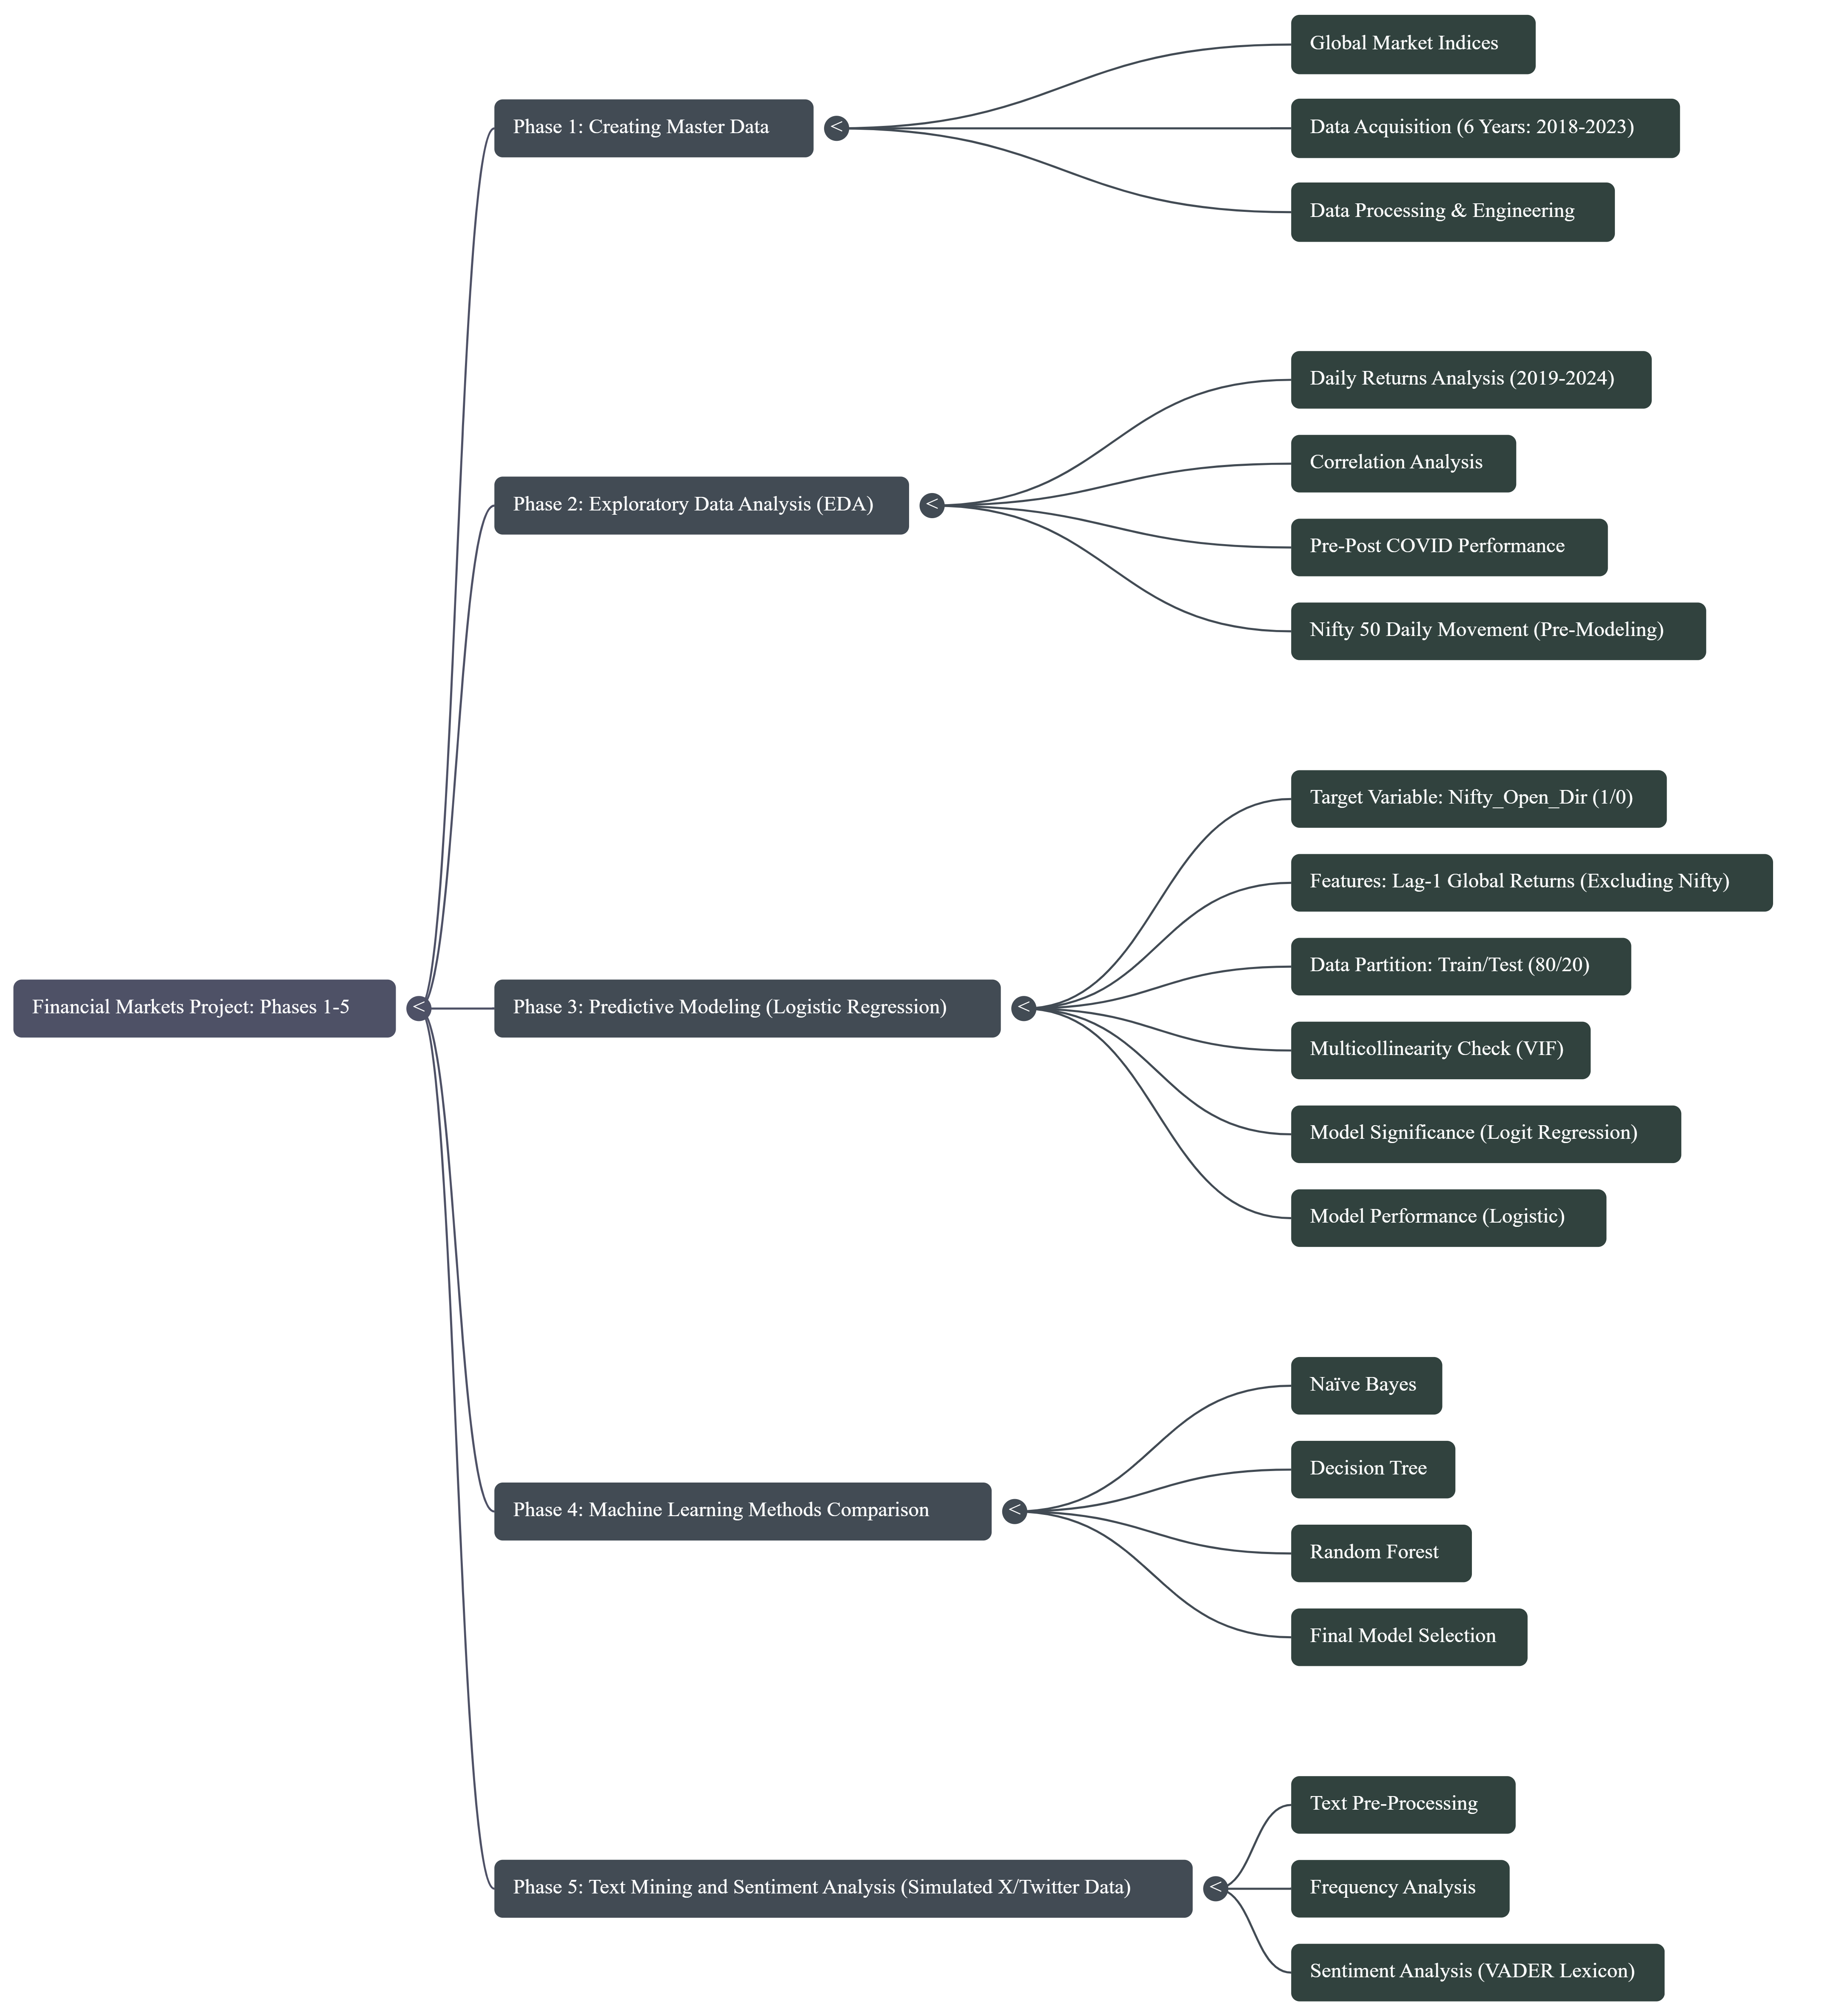 Financial Markets Project: Phases 1-5
<
Phase 1: Creating Master Data
<
Global Market Indices
Data Acquisition (6 Years: 2018-2023)
Data Processing & Engineering
Phase 2: Exploratory Data Analysis (EDA)
<
Daily Returns Analysis (2019-2024)
Correlation Analysis
Pre-Post COVID Performance
Nifty 50 Daily Movement (Pre-Modeling)
Phase 3: Predictive Modeling (Logistic Regression)
<
Target Variable: Nifty_Open_Dir (1/0)
Features: Lag-1 Global Returns (Excluding Nifty)
Data Partition: Train/Test (80/20)
Multicollinearity Check (VIF)
Model Significance (Logit Regression)
Model Performance (Logistic)
Phase 4: Machine Learning Methods Comparison
<
Naïve Bayes
Decision Tree
Random Forest
Final Model Selection
Phase 5: Text Mining and Sentiment Analysis (Simulated X/Twitter Data)
<
Text Pre-Processing
Frequency Analysis
Sentiment Analysis (VADER Lexicon)